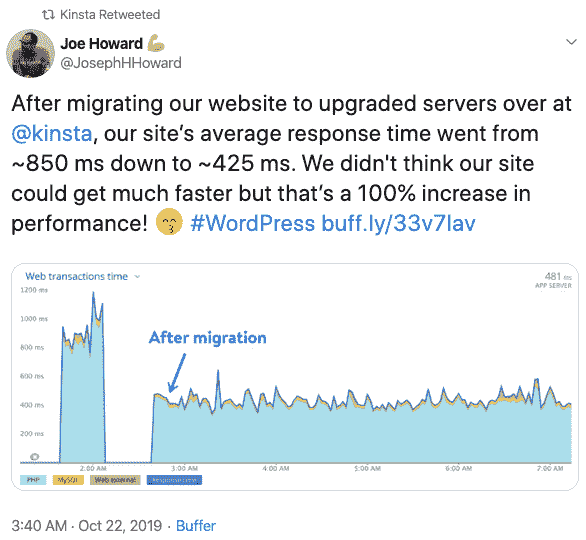 Kinsta Retweeted
Joe Howard
@JosephHHoward
After migrating our website to upgraded servers over at
@kinsta, our site's average response time went from
~850 ms down to ~425 ms. We didn't think our site
could get much faster but that's a 100% increase in
performance! #WordPress buff.ly/33v7lav
Web transactions time
481 ms
APP SERVER
1200 ms
1000 ms
800 ms
600 ms
400 ms
200 ms
After migration
2:00 AM 3:00 AM 4:00 AM 5:00 AM 6:00 AM 7:00 AM
PHP MySQL Web external Response time
3:40 AM · Oct 22, 2019 · Buffer